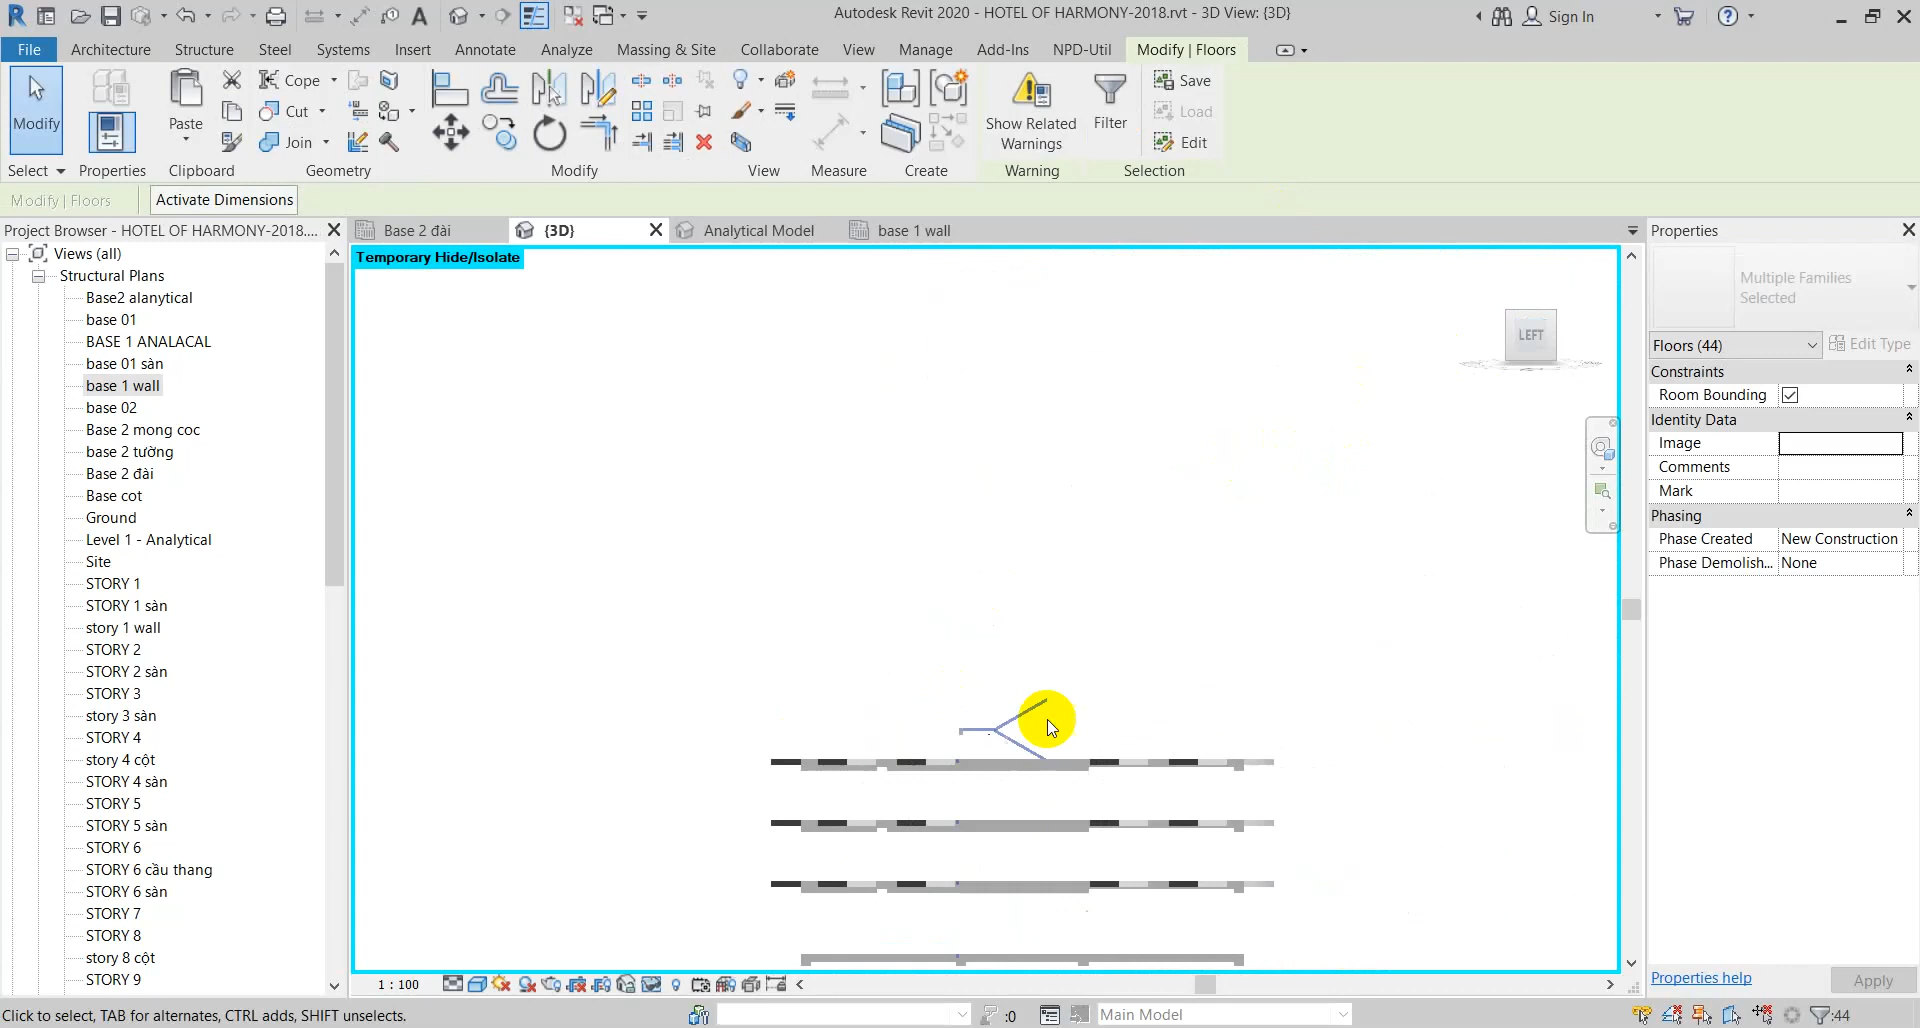 Autodesk Revit 2020 - HOTEL OF HARMONY-2018.rvt - 3D View: {3D}
Sign In
File Architecture Structure Steel Systems Insert Annotate Analyze Massing & Site Collaborate View Manage Add-Ins NPD-Util Modify | Floors
Modify Paste Cope Cut Join Show Related Warnings Filter Save Load Edit
Select Properties Clipboard Geometry Modify View Measure Create Warning Selection
Modify | Floors Activate Dimensions
Project Browser - HOTEL OF HARMONY-2018....
Base 2 đài {3D} Analytical Model base 1 wall
Properties
Views (all)
Structural Plans
Base2 alanytical
base 01
BASE 1 ANALACAL
base 01 sàn
base 1 wall
base 02
Base 2 mong coc
base 2 tường
Base 2 đài
Base cot
Ground
Level 1 - Analytical
Site
STORY 1
STORY 1 sàn
story 1 wall
STORY 2
STORY 2 sàn
STORY 3
story 3 sàn
STORY 4
story 4 cột
STORY 4 sàn
STORY 5
STORY 5 sàn
STORY 6
STORY 6 cầu thang
STORY 6 sàn
STORY 7
STORY 8
story 8 cột
STORY 9
Temporary Hide/Isolate
LEFT
1 : 100
Multiple Families Selected
Floors (44) Edit Type
Constraints
Room Bounding
Identity Data
Image
Comments
Mark
Phasing
Phase Created New Construction
Phase Demolish... None
Properties help Apply
Click to select, TAB for alternates, CTRL adds, SHIFT unselects.
:0 Main Model :44